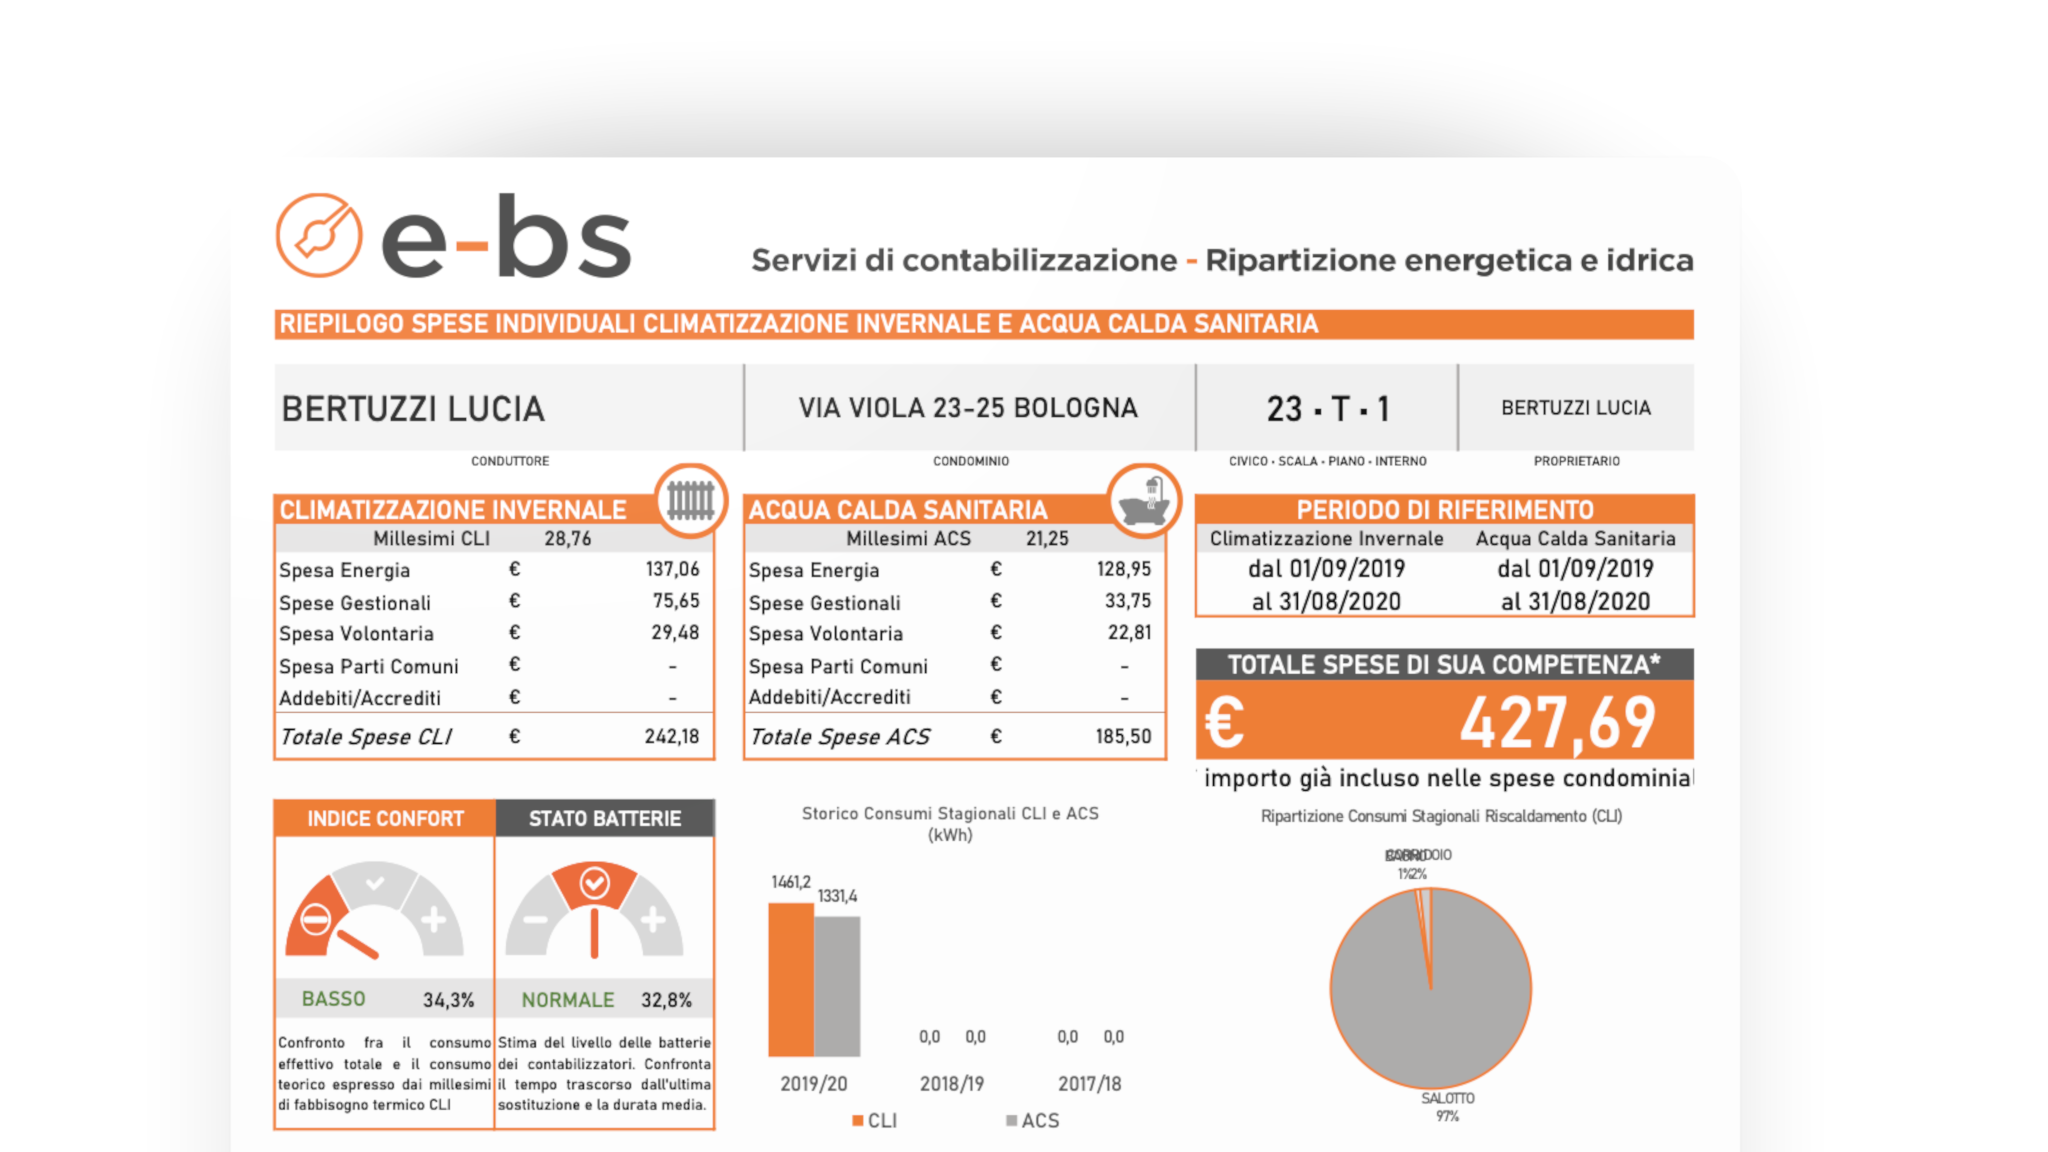 e-bs
Servizi di contabilizzazione - Ripartizione energetica e idrica
RIEPILOGO SPESE INDIVIDUALI CLIMATIZZAZIONE INVERNALE E ACQUA CALDA SANITARIA
BERTUZZI LUCIA
CONDUTTORE
VIA VIOLA 23-25 BOLOGNA
CONDOMINIO
23 · T · 1
CIVICO · SCALA · PIANO · INTERNO
BERTUZZI LUCIA
PROPRIETARIO
CLIMATIZZAZIONE INVERNALE
Millesimi CLI 28,76
Spesa Energia € 137,06
Spese Gestionali € 75,65
Spesa Volontaria € 29,48
Spesa Parti Comuni € -
Addebiti/Accrediti € -
Totale Spese CLI € 242,18
ACQUA CALDA SANITARIA
Millesimi ACS 21,25
Spesa Energia € 128,95
Spese Gestionali € 33,75
Spesa Volontaria € 22,81
Spesa Parti Comuni € -
Addebiti/Accrediti € -
Totale Spese ACS € 185,50
PERIODO DI RIFERIMENTO
Climatizzazione Invernale Acqua Calda Sanitaria
dal 01/09/2019 dal 01/09/2019
al 31/08/2020 al 31/08/2020
TOTALE SPESE DI SUA COMPETENZA*
€ 427,69
importo già incluso nelle spese condominial
INDICE CONFORT
BASSO 34,3%
Confronto fra il consumo
effettivo totale e il consumo
teorico espresso dai millesimi
di fabbisogno termico CLI
STATO BATTERIE
NORMALE 32,8%
Stima del livello delle batterie
dei contabilizzatori. Confronta
il tempo trascorso dall'ultima
sostituzione e la durata media.
Storico Consumi Stagionali CLI e ACS
(kWh)
1461,2
1331,4
0,0 0,0 0,0 0,0
2019/20 2018/19 2017/18
CLI ACS
Ripartizione Consumi Stagionali Riscaldamento (CLI)
CORRIDOIO
1% 2%
SALOTTO
97%